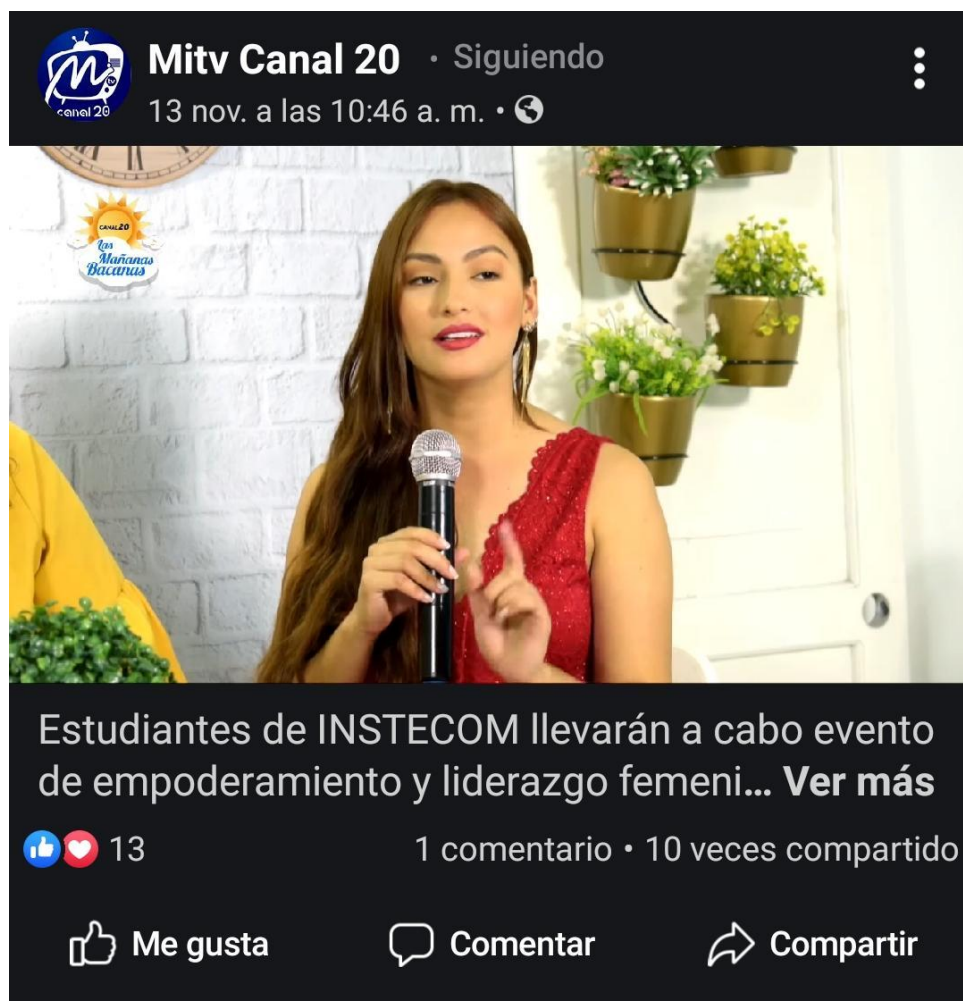 Mitv Canal 20 · Siguiendo
13 nov. a las 10:46 a. m. ·
M
tv
canal 20
CANAL 20
Las
Mañanas
Bacanas
Estudiantes de INSTECOM llevarán a cabo evento
de empoderamiento y liderazgo femeni... Ver más
13
1 comentario · 10 veces compartido
Me gusta
Comentar
Compartir